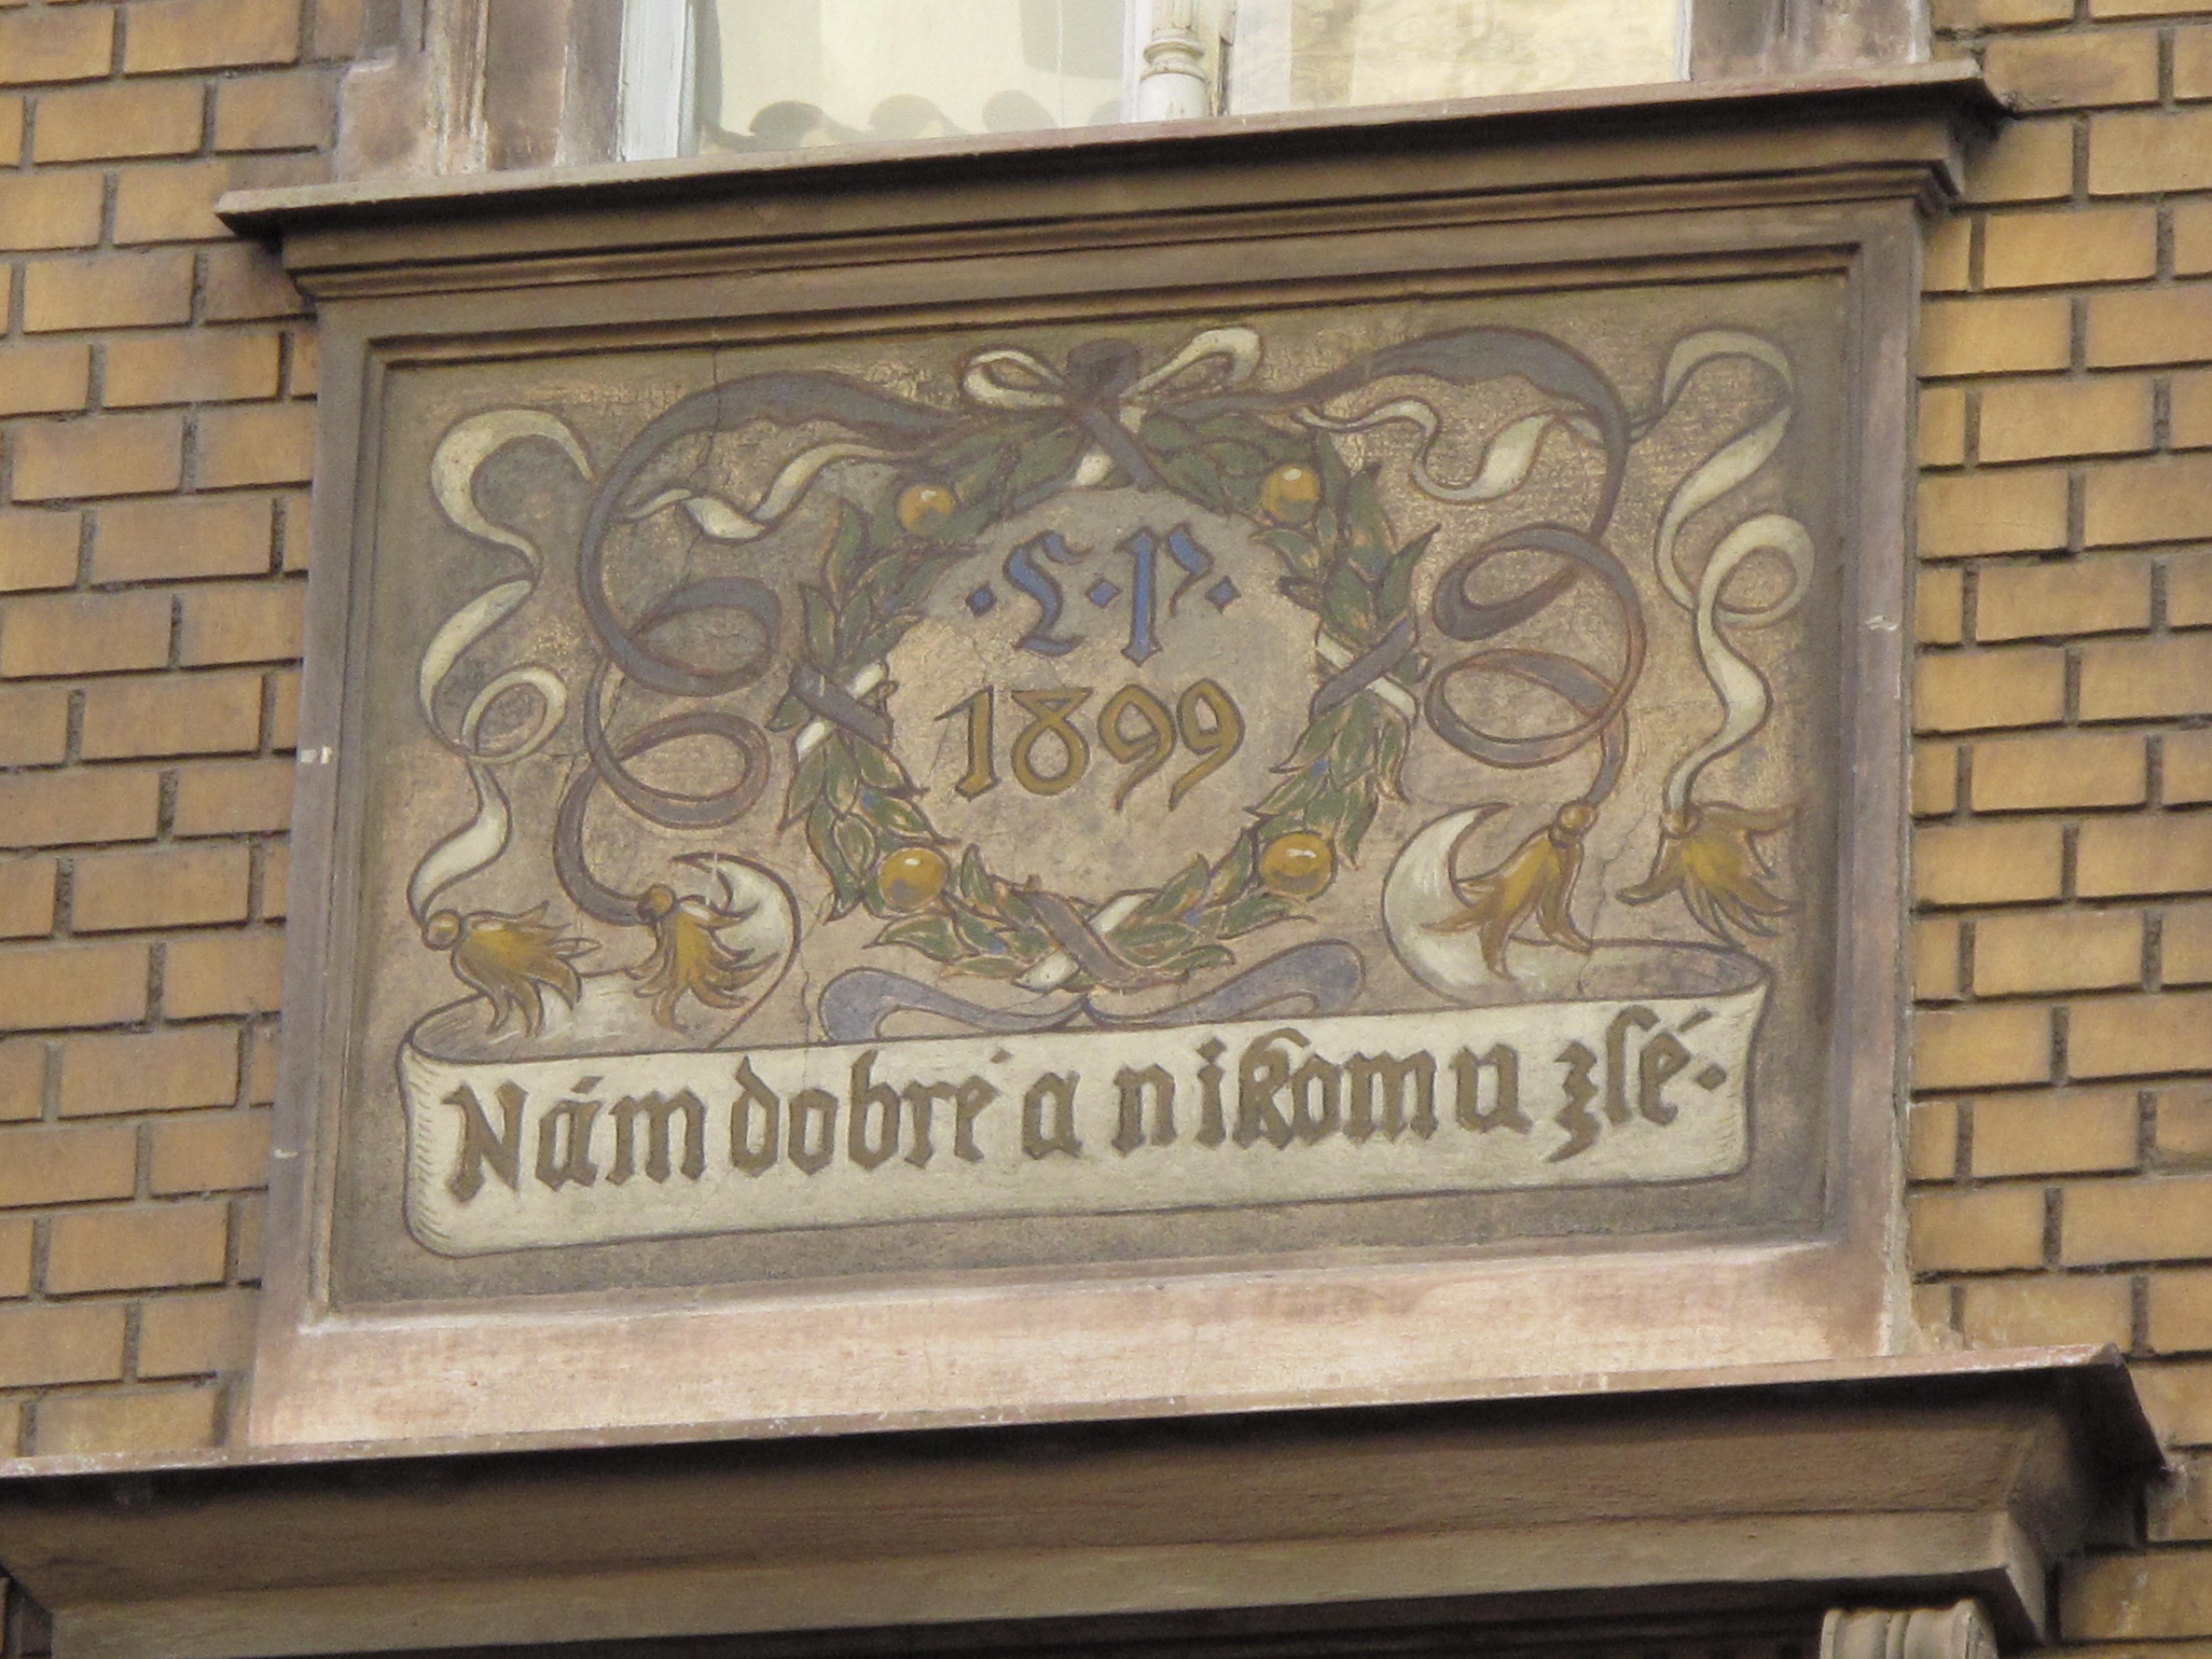 ·L·P·
1899
Nám dobré a nikomu zlé·